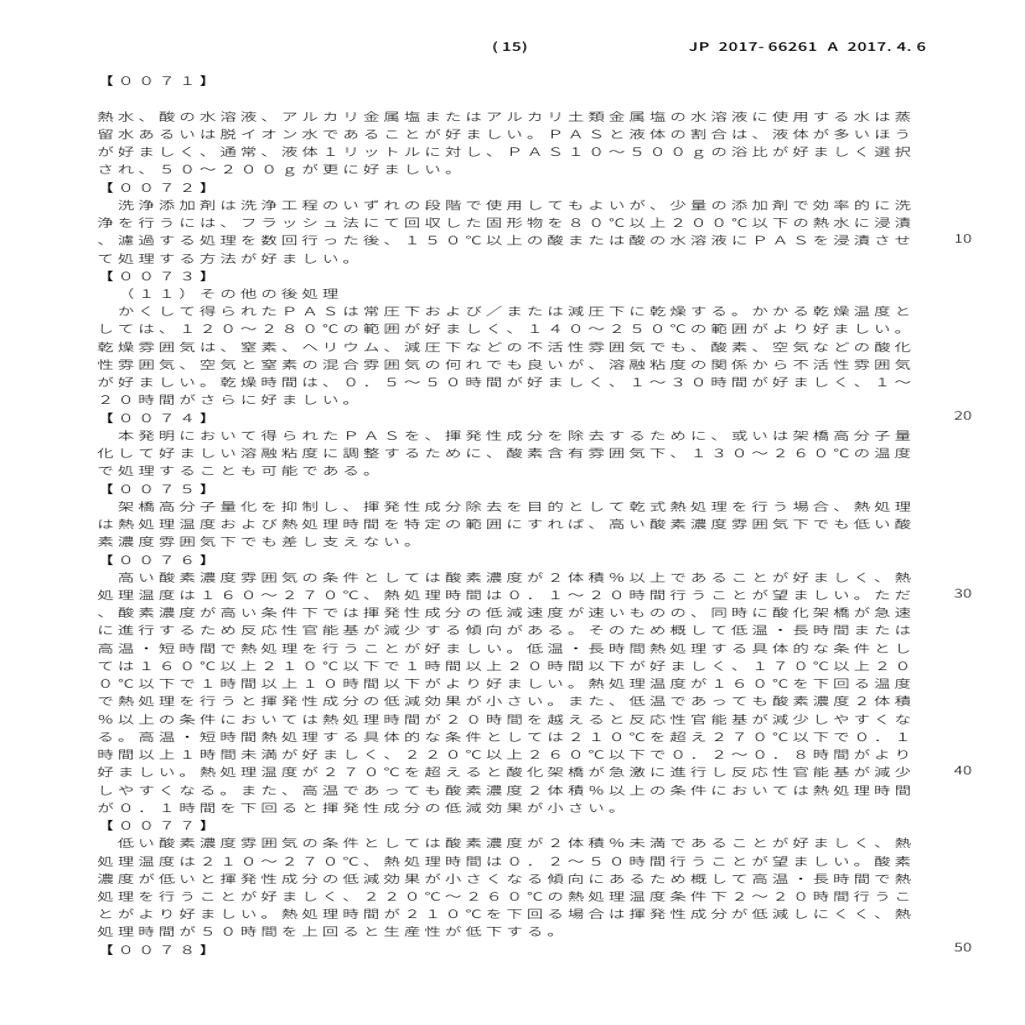 (15) JP 2017-66261 A 2017.4.6
【００７１】
熱水、酸の水溶液、アルカリ金属塩またはアルカリ土類金属塩の水溶液に使用する水は蒸
留水あるいは脱イオン水であることが好ましい。ＰＡＳと液体の割合は、液体が多いほう
が好ましく、通常、液体１リットルに対し、ＰＡＳ１０～５００ｇの浴比が好ましく選択
され、５０～２００ｇが更に好ましい。
【００７２】
　洗浄添加剤は洗浄工程のいずれの段階で使用してもよいが、少量の添加剤で効率的に洗
浄を行うには、フラッシュ法にて回収した固形物を８０℃以上２００℃以下の熱水に浸漬
、濾過する処理を数回行った後、１５０℃以上の酸または酸の水溶液にＰＡＳを浸漬させ 10
て処理する方法が好ましい。
【００７３】
　（１１）その他の後処理
　かくして得られたＰＡＳは常圧下および／または減圧下に乾燥する。かかる乾燥温度と
しては、１２０～２８０℃の範囲が好ましく、１４０～２５０℃の範囲がより好ましい。
乾燥雰囲気は、窒素、ヘリウム、減圧下などの不活性雰囲気でも、酸素、空気などの酸化
性雰囲気、空気と窒素の混合雰囲気の何れでも良いが、溶融粘度の関係から不活性雰囲気
が好ましい。乾燥時間は、０．５～５０時間が好ましく、１～３０時間が好ましく、１～
２０時間がさらに好ましい。
【００７４】 20
　本発明において得られたＰＡＳを、揮発性成分を除去するために、或いは架橋高分子量
化して好ましい溶融粘度に調整するために、酸素含有雰囲気下、１３０～２６０℃の温度
で処理することも可能である。
【００７５】
　架橋高分子量化を抑制し、揮発性成分除去を目的として乾式熱処理を行う場合、熱処理
は熱処理温度および熱処理時間を特定の範囲にすれば、高い酸素濃度雰囲気下でも低い酸
素濃度雰囲気下でも差し支えない。
【００７６】
　高い酸素濃度雰囲気の条件としては酸素濃度が２体積％以上であることが好ましく、熱
処理温度は１６０～２７０℃、熱処理時間は０．１～２０時間行うことが望ましい。ただ 30
、酸素濃度が高い条件下では揮発性成分の低減速度が速いものの、同時に酸化架橋が急速
に進行するため反応性官能基が減少する傾向がある。そのため概して低温・長時間または
高温・短時間で熱処理を行うことが好ましい。低温・長時間熱処理する具体的な条件とし
ては１６０℃以上２１０℃以下で１時間以上２０時間以下が好ましく、１７０℃以上２０
０℃以下で１時間以上１０時間以下がより好ましい。熱処理温度が１６０℃を下回る温度
で熱処理を行うと揮発性成分の低減効果が小さい。また、低温であっても酸素濃度２体積
％以上の条件においては熱処理時間が２０時間を越えると反応性官能基が減少しやすくな
る。高温・短時間熱処理する具体的な条件としては２１０℃を超え２７０℃以下で０．１
時間以上１時間未満が好ましく、２２０℃以上２６０℃以下で０．２～０．８時間がより
好ましい。熱処理温度が２７０℃を超えると酸化架橋が急激に進行し反応性官能基が減少 40
しやすくなる。また、高温であっても酸素濃度２体積％以上の条件においては熱処理時間
が０．１時間を下回ると揮発性成分の低減効果が小さい。
【００７７】
　低い酸素濃度雰囲気の条件としては酸素濃度が２体積％未満であることが好ましく、熱
処理温度は２１０～２７０℃、熱処理時間は０．２～５０時間行うことが望ましい。酸素
濃度が低いと揮発性成分の低減効果が小さくなる傾向にあるため概して高温・長時間で熱
処理を行うことが好ましく、２２０℃～２６０℃の熱処理温度条件下２～２０時間行うこ
とがより好ましい。熱処理時間が２１０℃を下回る場合は揮発性成分が低減しにくく、熱
処理時間が５０時間を上回ると生産性が低下する。
【００７８】 50